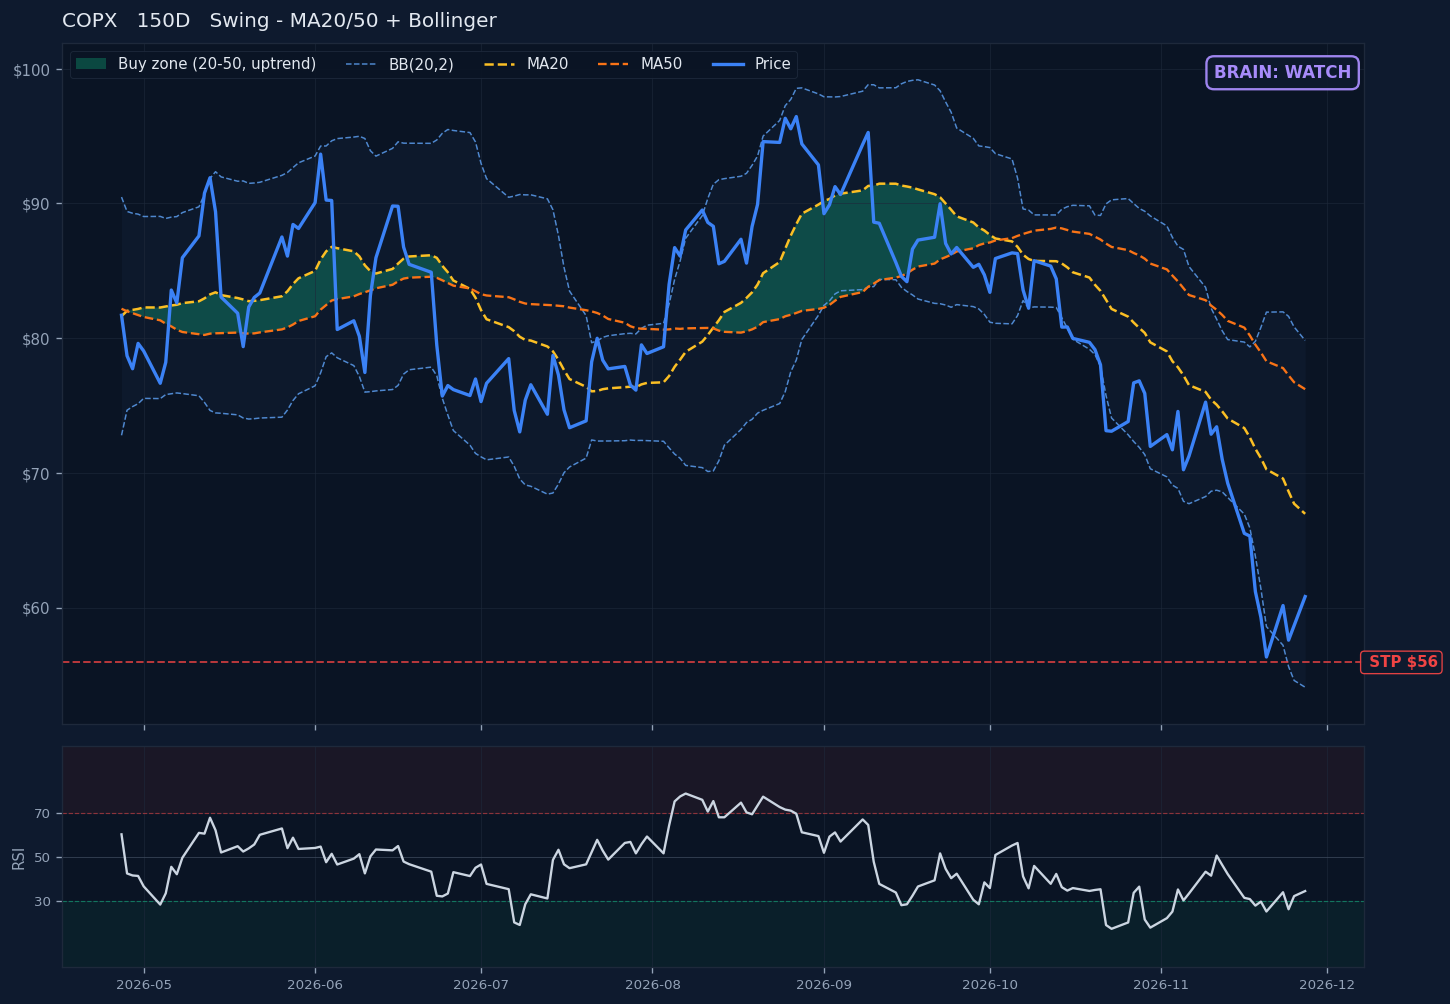 COPX 150D Swing - MA20/50 + Bollinger
Buy zone (20-50, uptrend) BB(20,2) MA20 MA50 Price
BRAIN: WATCH
$100
$90
$80
$70
$60
STP $56
RSI
70
50
30
2026-05 2026-06 2026-07 2026-08 2026-09 2026-10 2026-11 2026-12